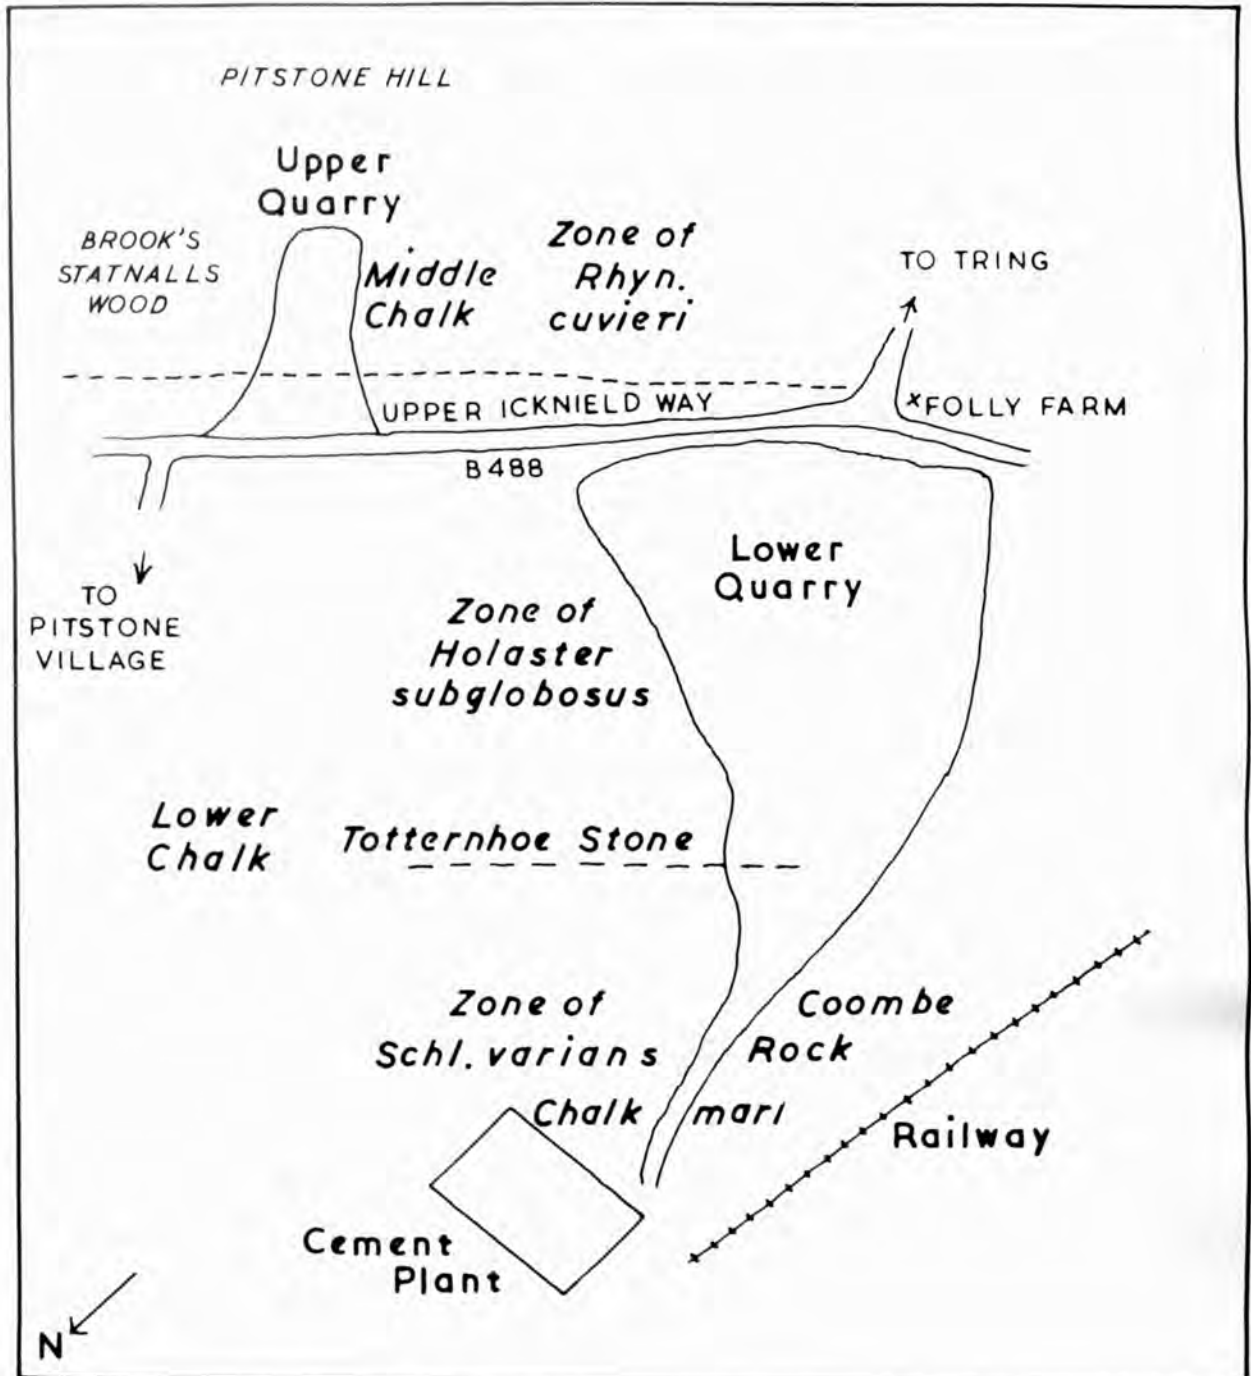 PITSTONE HILL
Upper
Quarry
BROOK'S
STATNALLS
WOOD
Middle
Chalk
Zone of
Rhyn.
cuvieri
TO TRING
UPPER ICKNIELD WAY
×FOLLY FARM
B488
TO
PITSTONE
VILLAGE
Lower
Quarry
Zone of
Holaster
subglobosus
Lower
Chalk
Totternhoe Stone
Zone of
Schl. varians
Coombe
Rock
Chalk marl
Railway
Cement
Plant
N